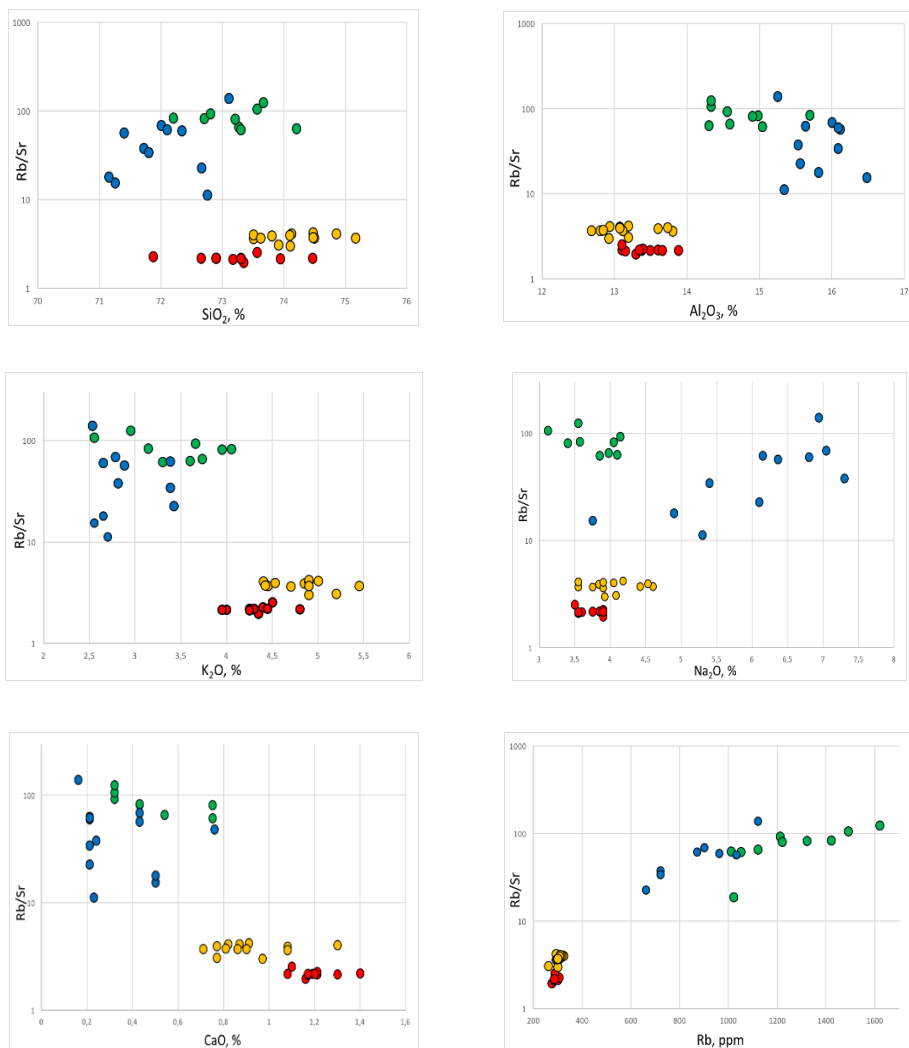 1000
100
10
1
Rb/Sr
70 71 72 73 74 75 76
SiO₂, %
1000
100
10
1
Rb/Sr
12 13 14 15 16 17
Al₂O₃, %
100
10
1
Rb/Sr
2 2,5 3 3,5 4 4,5 5 5,5 6
K₂O, %
100
10
1
Rb/Sr
3 3,5 4 4,5 5 5,5 6 6,5 7 7,5 8
Na₂O, %
100
10
1
Rb/Sr
0 0,2 0,4 0,6 0,8 1 1,2 1,4 1,6
CaO, %
1000
100
10
1
Rb/Sr
200 400 600 800 1000 1200 1400 1600
Rb, ppm